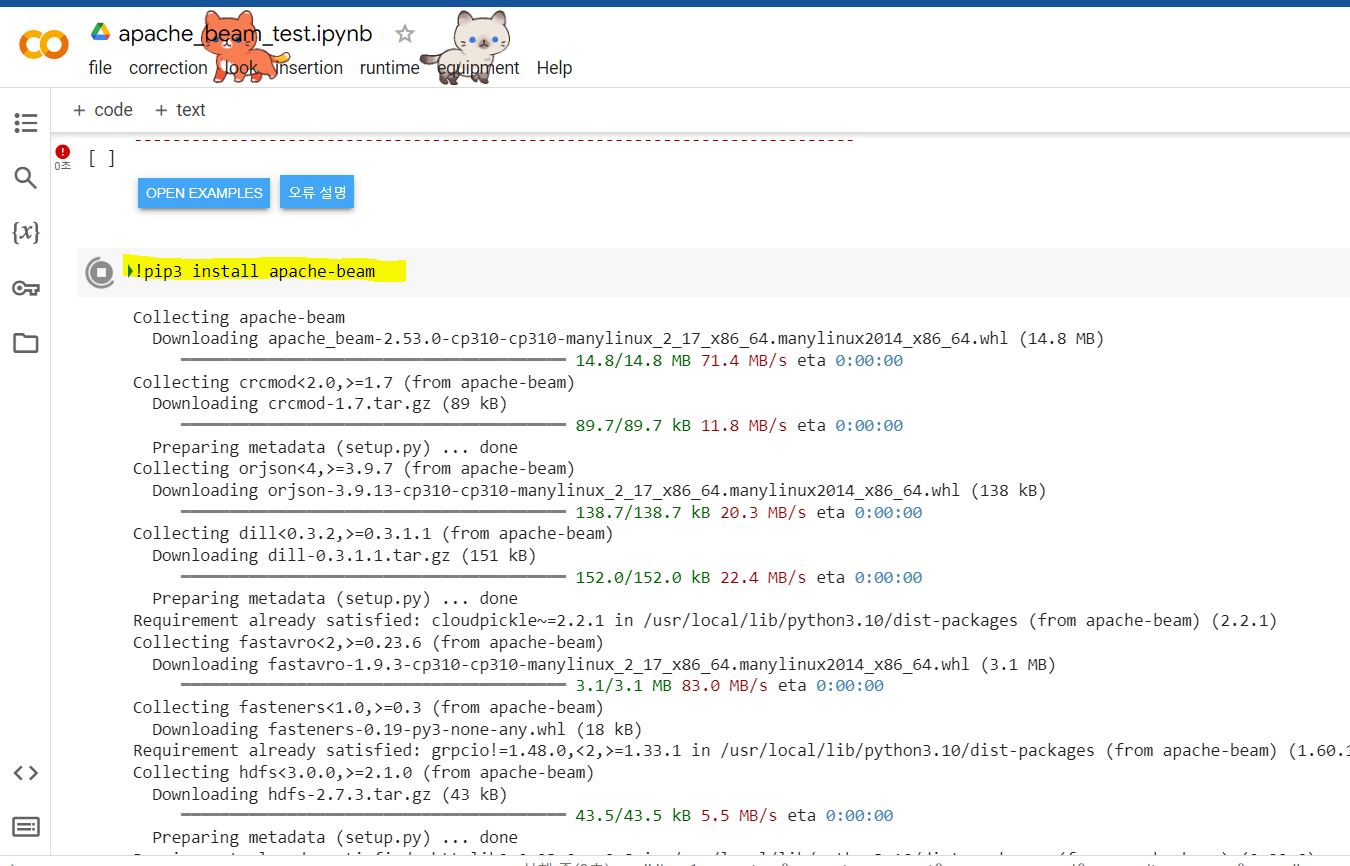 CO
apache_beam_test.ipynb
file correction look insertion runtime equipment Help
+ code + text
0초
[ ]
OPEN EXAMPLES 오류 설명
{x}
!pip3 install apache-beam
Collecting apache-beam
Downloading apache_beam-2.53.0-cp310-cp310-manylinux_2_17_x86_64.manylinux2014_x86_64.whl (14.8 MB)
14.8/14.8 MB 71.4 MB/s eta 0:00:00
Collecting crcmod<2.0,>=1.7 (from apache-beam)
Downloading crcmod-1.7.tar.gz (89 kB)
89.7/89.7 kB 11.8 MB/s eta 0:00:00
Preparing metadata (setup.py) ... done
Collecting orjson<4,>=3.9.7 (from apache-beam)
Downloading orjson-3.9.13-cp310-cp310-manylinux_2_17_x86_64.manylinux2014_x86_64.whl (138 kB)
138.7/138.7 kB 20.3 MB/s eta 0:00:00
Collecting dill<0.3.2,>=0.3.1.1 (from apache-beam)
Downloading dill-0.3.1.1.tar.gz (151 kB)
152.0/152.0 kB 22.4 MB/s eta 0:00:00
Preparing metadata (setup.py) ... done
Requirement already satisfied: cloudpickle~=2.2.1 in /usr/local/lib/python3.10/dist-packages (from apache-beam) (2.2.1)
Collecting fastavro<2,>=0.23.6 (from apache-beam)
Downloading fastavro-1.9.3-cp310-cp310-manylinux_2_17_x86_64.manylinux2014_x86_64.whl (3.1 MB)
3.1/3.1 MB 83.0 MB/s eta 0:00:00
Collecting fasteners<1.0,>=0.3 (from apache-beam)
Downloading fasteners-0.19-py3-none-any.whl (18 kB)
Requirement already satisfied: grpcio!=1.48.0,<2,>=1.33.1 in /usr/local/lib/python3.10/dist-packages (from apache-beam) (1.60.1
Collecting hdfs<3.0.0,>=2.1.0 (from apache-beam)
Downloading hdfs-2.7.3.tar.gz (43 kB)
43.5/43.5 kB 5.5 MB/s eta 0:00:00
Preparing metadata (setup.py) ... done